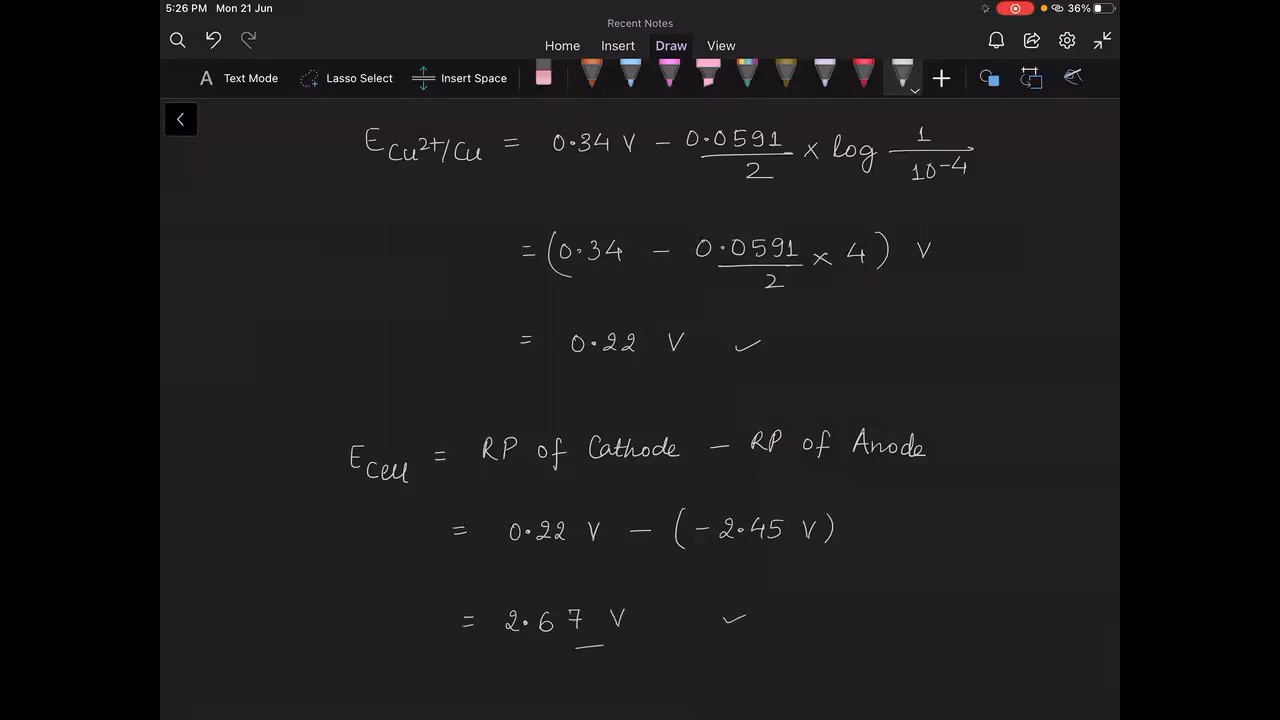 5:26 PM Mon 21 Jun
36%
Recent Notes
Home Insert Draw View
A Text Mode Lasso Select Insert Space
E Cu²⁺/Cu = 0.34 V − 0.0591/2 × log 1/10⁻⁴
= (0.34 − 0.0591/2 × 4) V
= 0.22 V ✓
E Cell = RP of Cathode − RP of Anode
= 0.22 V − (−2.45 V)
= 2.67 V ✓